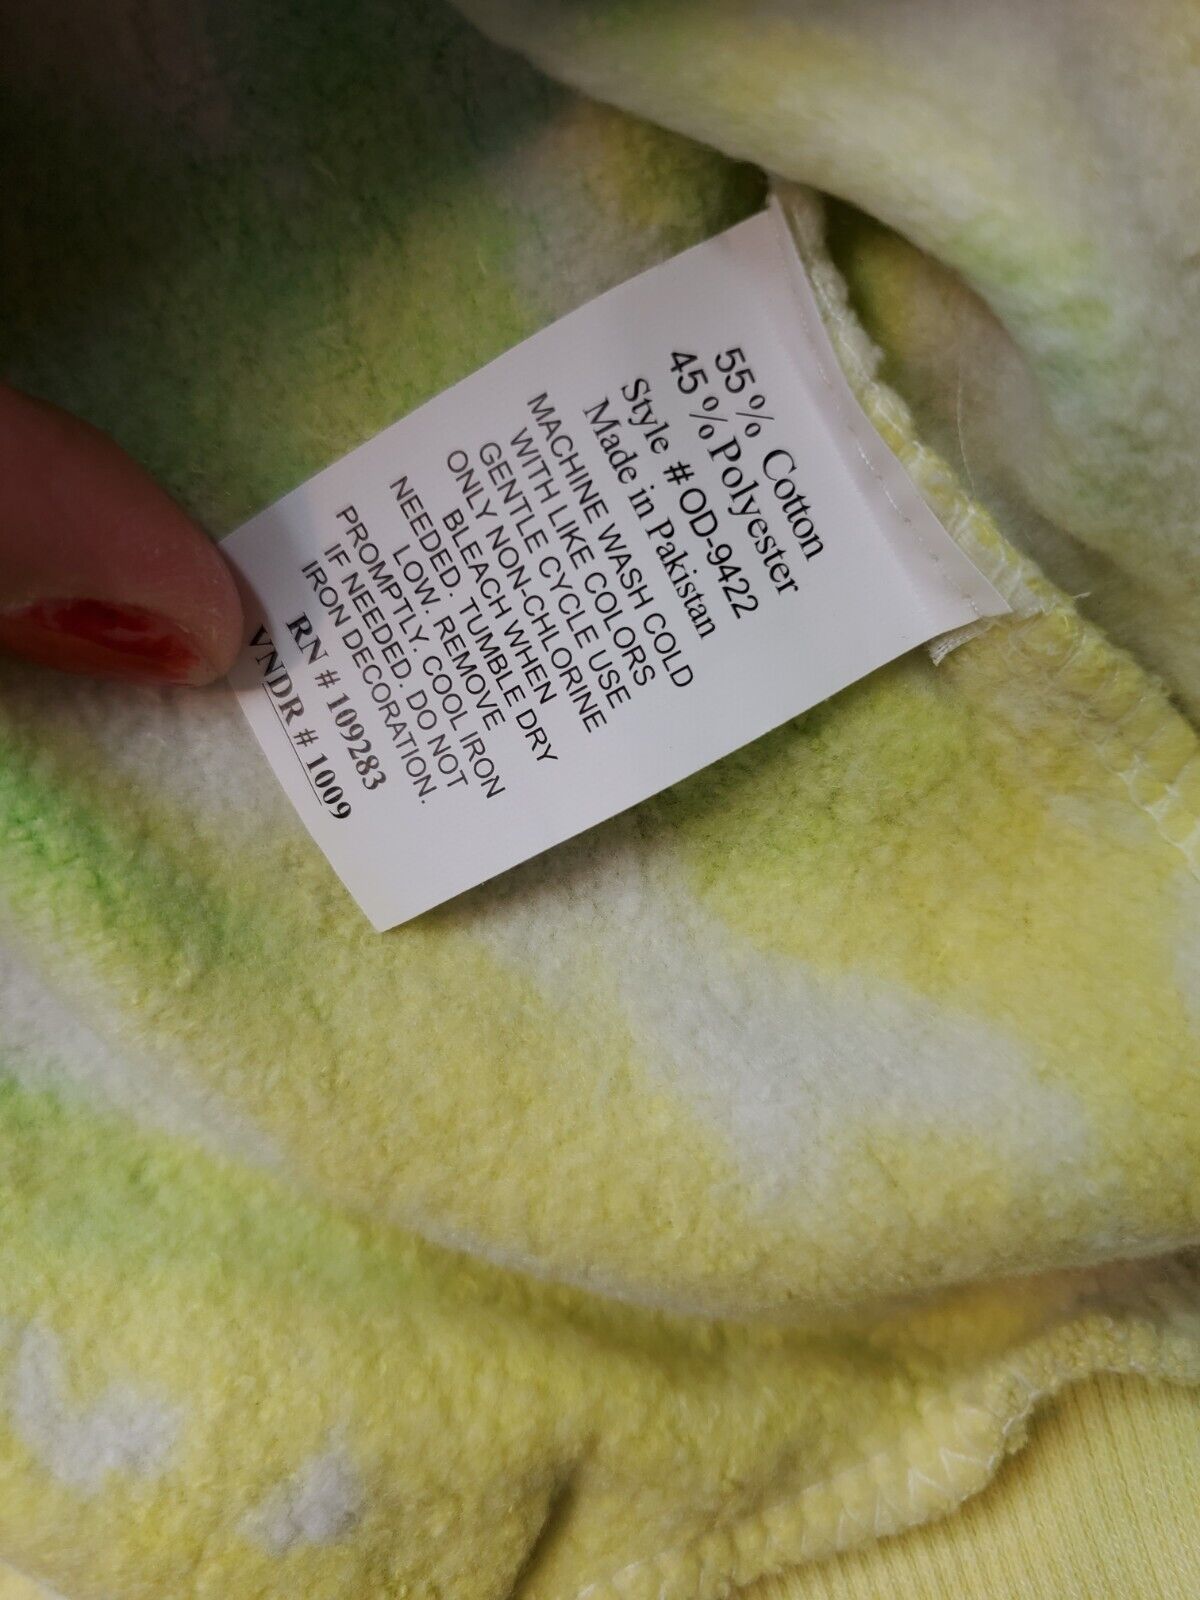 55% Cotton
45% Polyester
Style #OD-9422
Made in Pakistan
MACHINE WASH COLD
WITH LIKE COLORS
GENTLE CYCLE USE
ONLY NON-CHLORINE
BLEACH WHEN
NEEDED. TUMBLE DRY
LOW. REMOVE
PROMPTLY. COOL IRON
IF NEEDED. DO NOT
IRON DECORATION.
RN # 109283
VNDR # 1009